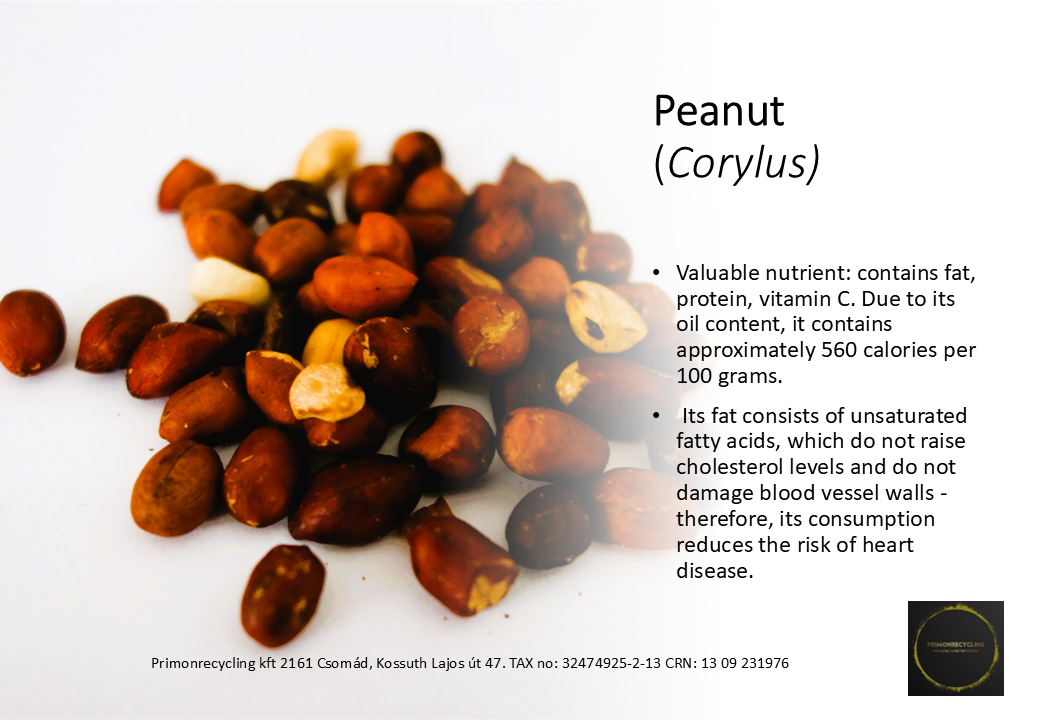 Peanut
(Corylus)
• Valuable nutrient: contains fat,
protein, vitamin C. Due to its
oil content, it contains
approximately 560 calories per
100 grams.
• Its fat consists of unsaturated
fatty acids, which do not raise
cholesterol levels and do not
damage blood vessel walls -
therefore, its consumption
reduces the risk of heart
disease.
PRIMONRECYCLING
Primonrecycling kft 2161 Csomád, Kossuth Lajos út 47. TAX no: 32474925-2-13 CRN: 13 09 231976